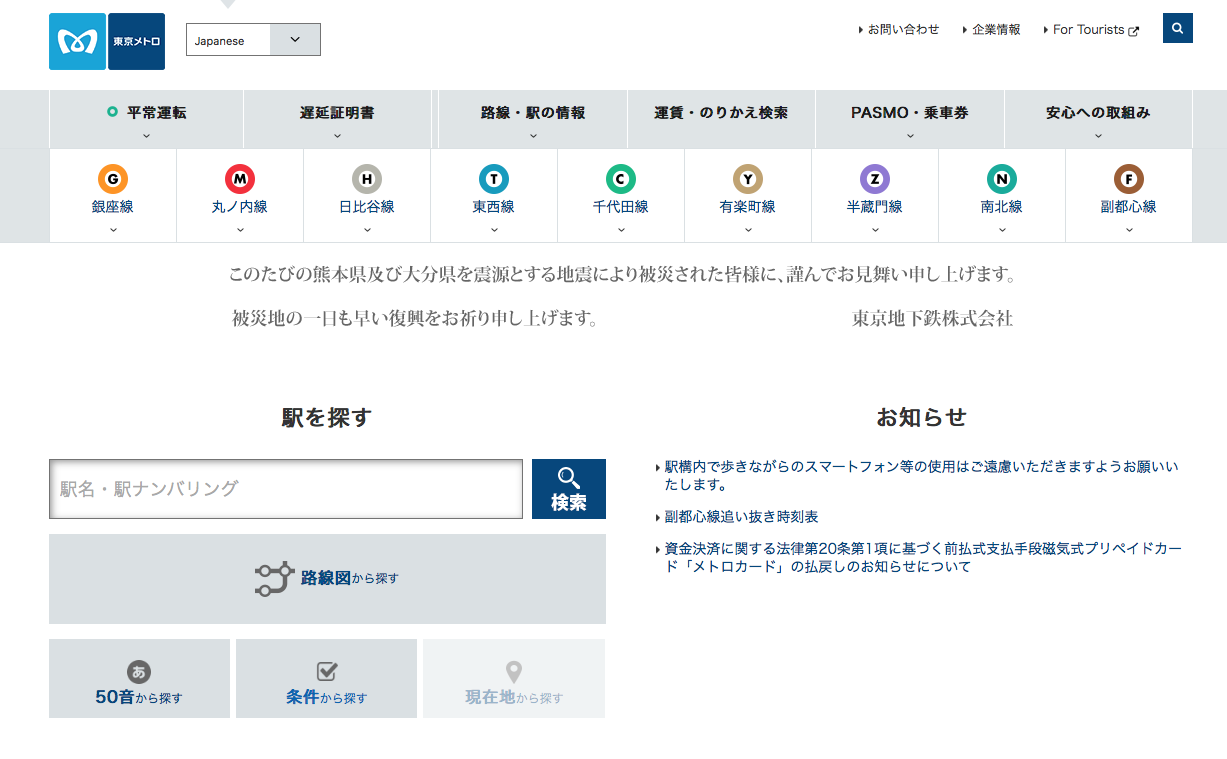 東京メトロ
Japanese
お問い合わせ
企業情報
For Tourists
平常運転
遅延証明書
路線・駅の情報
運賃・のりかえ検索
PASMO・乗車券
安心への取組み
G
M
H
T
C
Y
Z
N
F
銀座線
丸ノ内線
日比谷線
東西線
千代田線
有楽町線
半蔵門線
南北線
副都心線
このたびの熊本県及び大分県を震源とする地震により被災された皆様に、謹んでお見舞い申し上げます。
被災地の一日も早い復興をお祈り申し上げます。
東京地下鉄株式会社
駅を探す
駅名・駅ナンバリング
検索
路線図から探す
あ
50音から探す
条件から探す
現在地から探す
お知らせ
駅構内で歩きながらのスマートフォン等の使用はご遠慮いただきますようお願いい
たします。
副都心線追い抜き時刻表
資金決済に関する法律第20条第1項に基づく前払式支払手段磁気式プリペイドカー
ド「メトロカード」の払戻しのお知らせについて